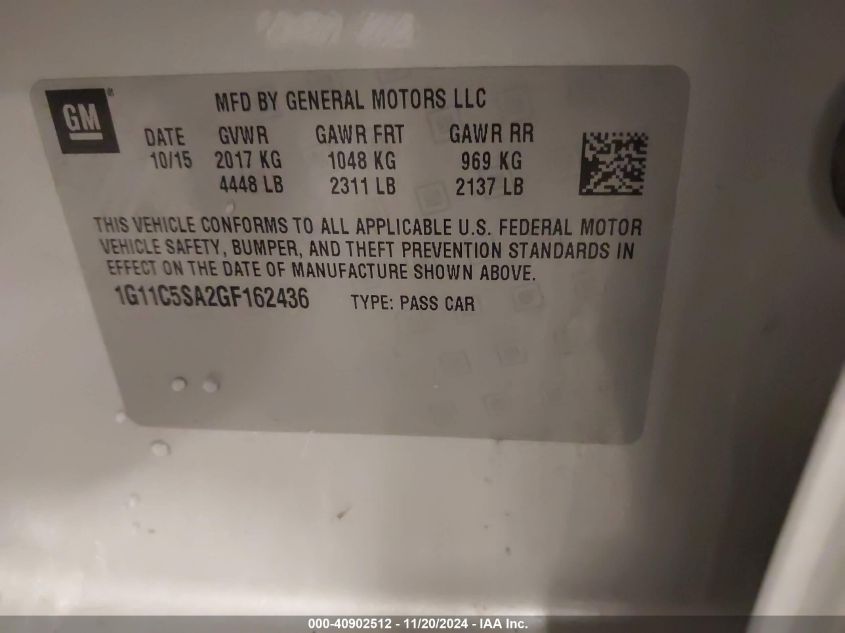 GM
MFD BY GENERAL MOTORS LLC
DATE GVWR GAWR FRT GAWR RR
10/15 2017 KG 1048 KG 969 KG
4448 LB 2311 LB 2137 LB
THIS VEHICLE CONFORMS TO ALL APPLICABLE U.S. FEDERAL MOTOR
VEHICLE SAFETY, BUMPER, AND THEFT PREVENTION STANDARDS IN
EFFECT ON THE DATE OF MANUFACTURE SHOWN ABOVE.
1G11C5SA2GF162436 TYPE: PASS CAR
000-40902512 - 11/20/2024 - IAA Inc.